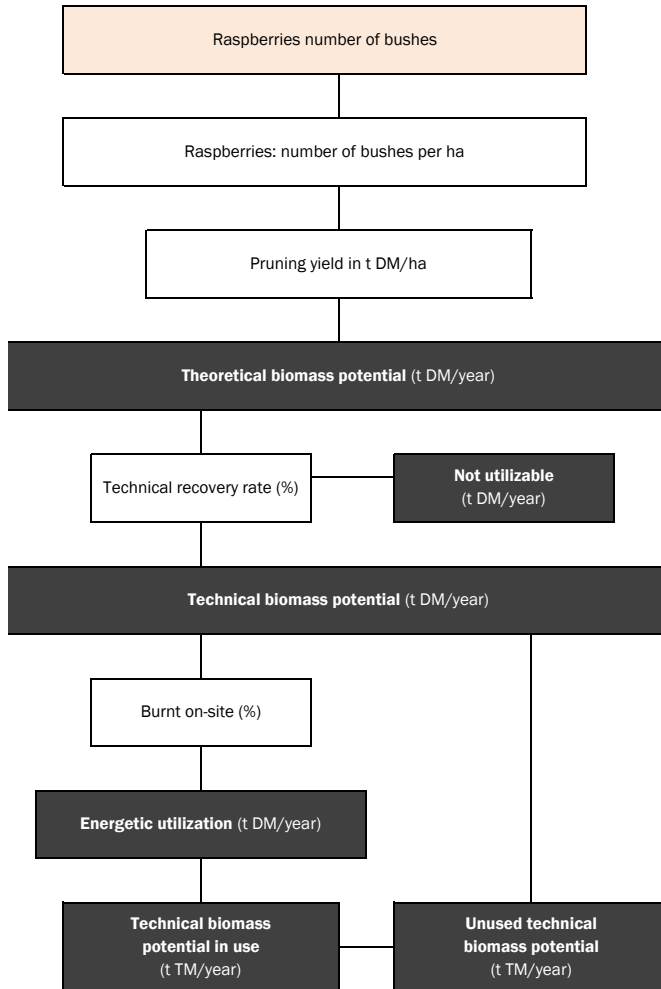 Raspberries number of bushes
Raspberries: number of bushes per ha
Pruning yield in t DM/ha
Theoretical biomass potential (t DM/year)
Technical recovery rate (%)
Not utilizable
(t DM/year)
Technical biomass potential (t DM/year)
Burnt on-site (%)
Energetic utilization (t DM/year)
Technical biomass
potential in use
(t TM/year)
Unused technical
biomass potential
(t TM/year)